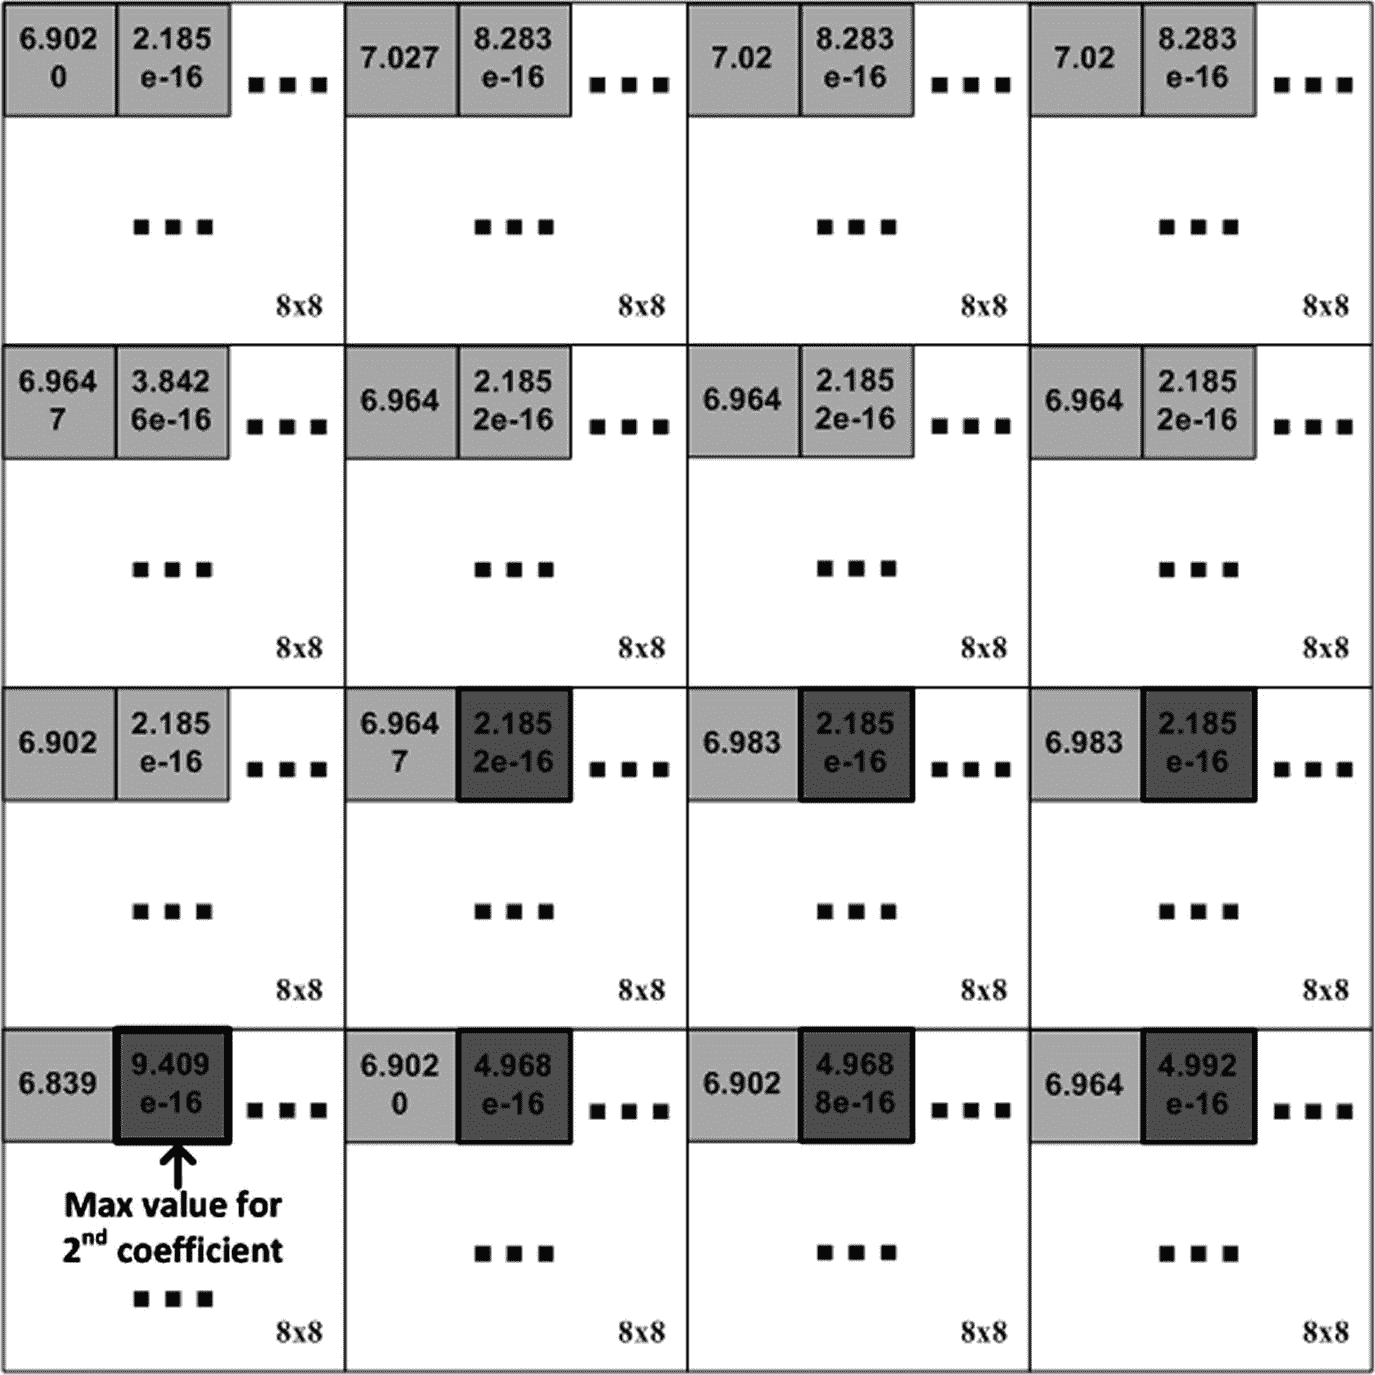 6.902 2.185 7.027 8.283 7.02 8.283 7.02 8.283
0 e-16 ▪ ▪ ▪ e-16 ▪ ▪ ▪ e-16 ▪ ▪ ▪ e-16 ▪ ▪ ▪
▪ ▪ ▪ ▪ ▪ ▪ ▪ ▪ ▪ ▪ ▪ ▪
8x8 8x8 8x8 8x8
6.964 3.842 6.964 2.185 6.964 2.185 6.964 2.185
7 6e-16 ▪ ▪ ▪ 2e-16 ▪ ▪ ▪ 2e-16 ▪ ▪ ▪ 2e-16 ▪ ▪ ▪
▪ ▪ ▪ ▪ ▪ ▪ ▪ ▪ ▪ ▪ ▪ ▪
8x8 8x8 8x8 8x8
6.902 2.185 6.964 2.185 6.983 2.185 6.983 2.185
e-16 ▪ ▪ ▪ 7 2e-16 ▪ ▪ ▪ e-16 ▪ ▪ ▪ e-16 ▪ ▪ ▪
▪ ▪ ▪ ▪ ▪ ▪ ▪ ▪ ▪ ▪ ▪ ▪
8x8 8x8 8x8 8x8
6.839 9.409 6.902 4.968 6.902 4.968 6.964 4.992
e-16 ▪ ▪ ▪ 0 e-16 ▪ ▪ ▪ 8e-16 ▪ ▪ ▪ e-16 ▪ ▪ ▪
Max value for
2nd coefficient
▪ ▪ ▪ ▪ ▪ ▪ ▪ ▪ ▪ ▪ ▪ ▪
8x8 8x8 8x8 8x8